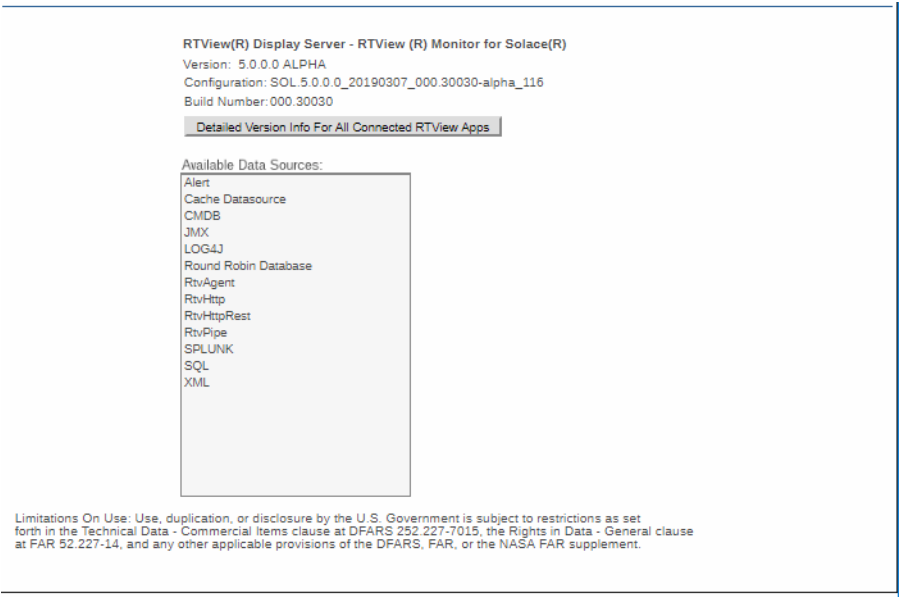 RTView(R) Display Server - RTView (R) Monitor for Solace(R)
Version: 5.0.0.0 ALPHA
Configuration: SOL.5.0.0.0_20190307_000.30030-alpha_116
Build Number: 000.30030
Detailed Version Info For All Connected RTView Apps
Available Data Sources:
Alert
Cache Datasource
CMDB
JMX
LOG4J
Round Robin Database
RtvAgent
RtvHttp
RtvHttpRest
RtvPipe
SPLUNK
SQL
XML
Limitations On Use: Use, duplication, or disclosure by the U.S. Government is subject to restrictions as set
forth in the Technical Data - Commercial Items clause at DFARS 252.227-7015, the Rights in Data - General clause
at FAR 52.227-14, and any other applicable provisions of the DFARS, FAR, or the NASA FAR supplement.